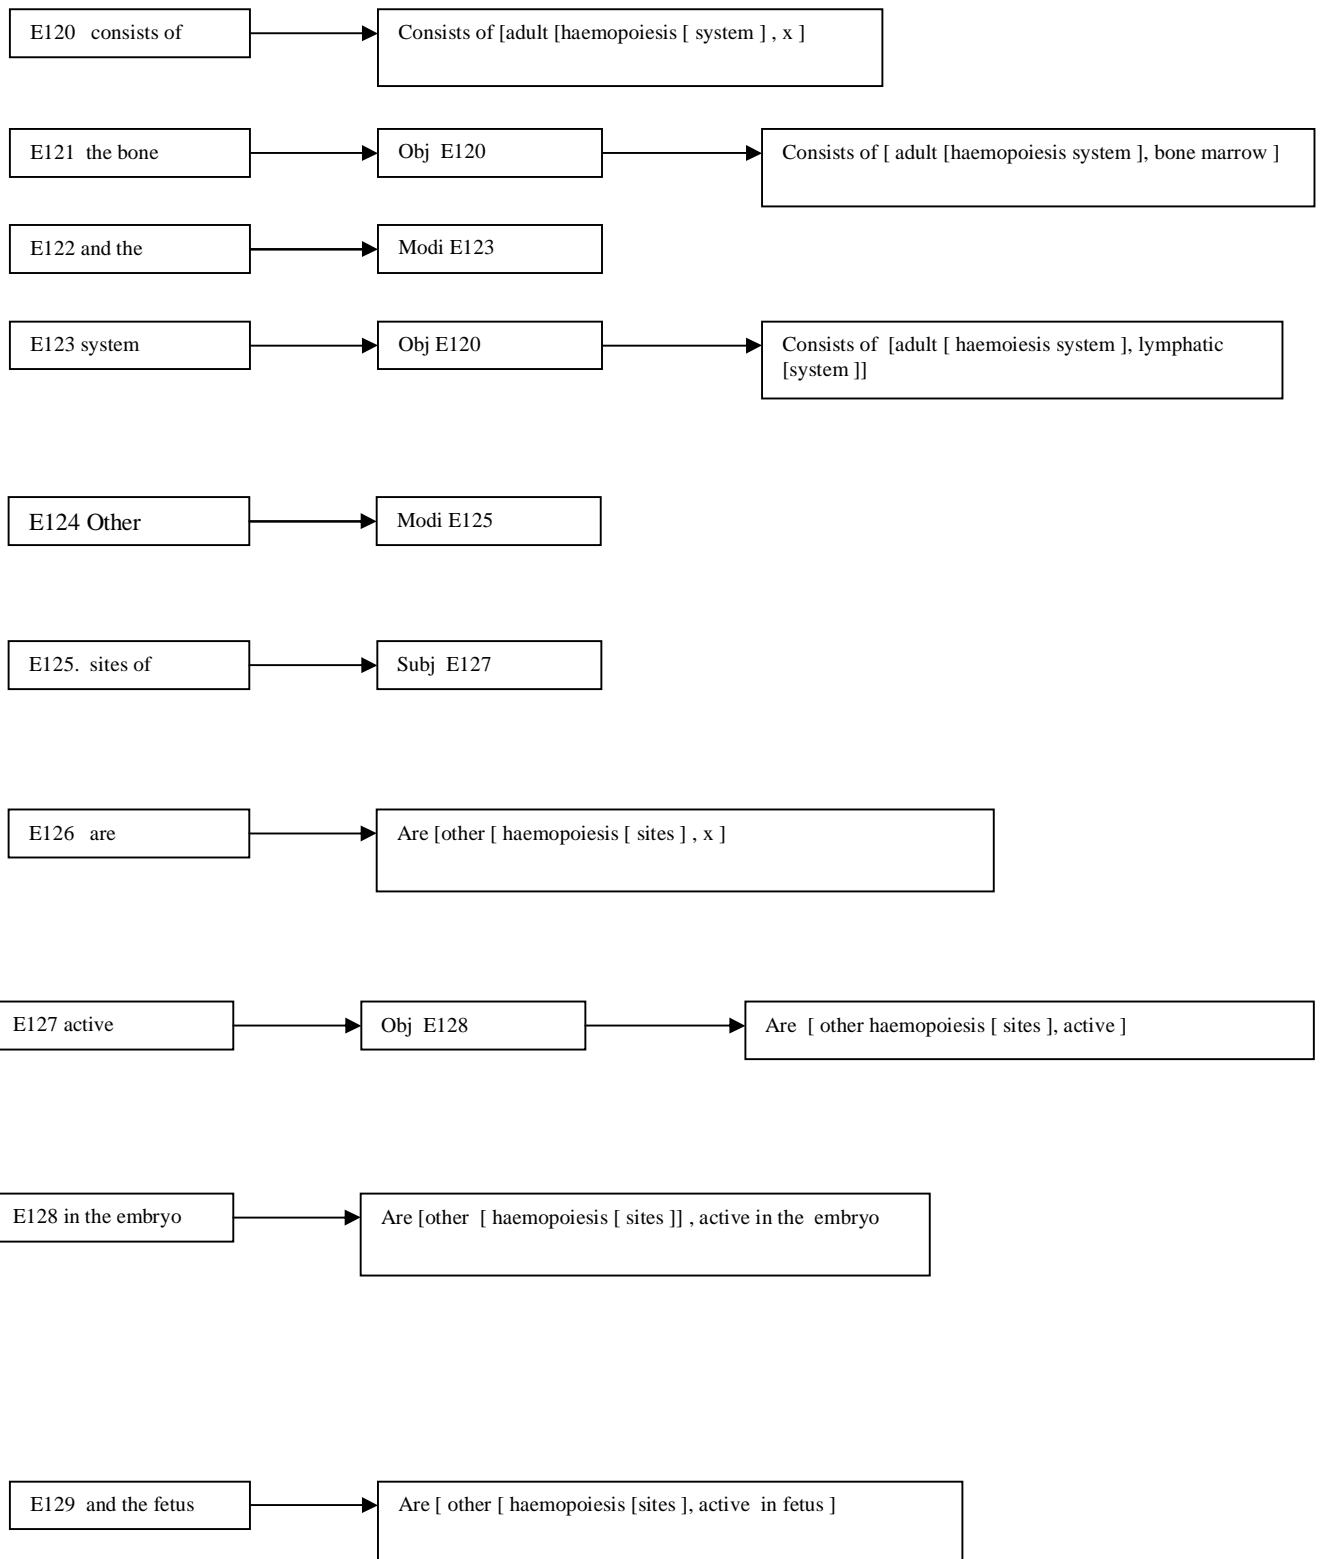 E120 consists of
Consists of [adult [haemopoiesis [ system ] , x ]
E121 the bone
Obj E120
Consists of [ adult [haemopoiesis system ], bone marrow ]
E122 and the
Modi E123
E123 system
Obj E120
Consists of [adult [ haemoiesis system ], lymphatic
[system ]]
E124 Other
Modi E125
E125. sites of
Subj E127
E126 are
Are [other [ haemopoiesis [ sites ] , x ]
E127 active
Obj E128
Are [ other haemopoiesis [ sites ], active ]
E128 in the embryo
Are [other [ haemopoiesis [ sites ]] , active in the embryo
E129 and the fetus
Are [ other [ haemopoiesis [sites ], active in fetus ]